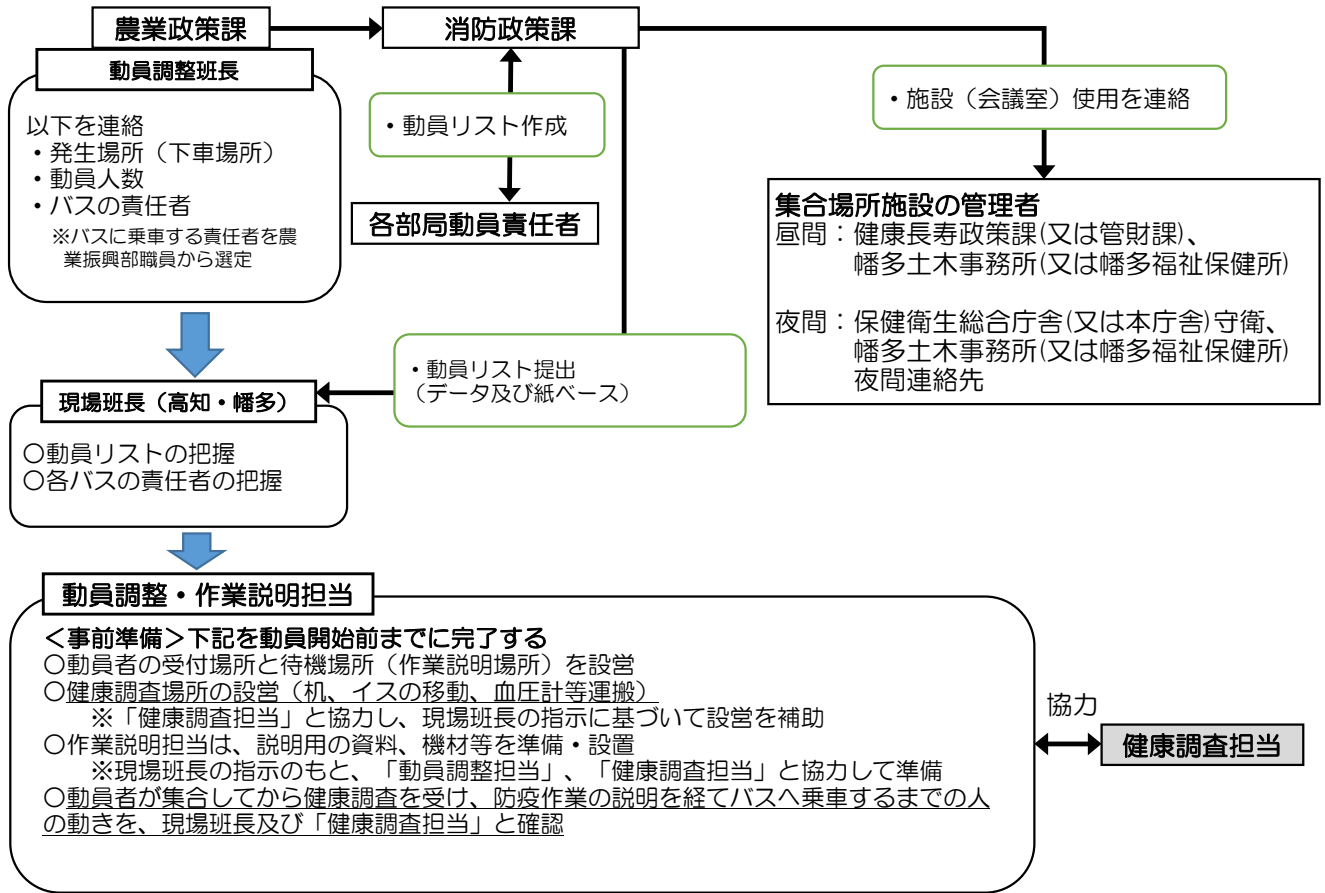 農業政策課
消防政策課
動員調整班長
以下を連絡
・発生場所（下車場所）
・動員人数
・バスの責任者
※バスに乗車する責任者を農
業振興部職員から選定
・動員リスト作成
各部局動員責任者
・施設（会議室）使用を連絡
集合場所施設の管理者
昼間：健康長寿政策課(又は管財課)、
幡多土木事務所(又は幡多福祉保健所)
夜間：保健衛生総合庁舎(又は本庁舎)守衛、
幡多土木事務所(又は幡多福祉保健所)
夜間連絡先
・動員リスト提出
（データ及び紙ベース）
現場班長（高知・幡多）
〇動員リストの把握
〇各バスの責任者の把握
動員調整・作業説明担当
＜事前準備＞下記を動員開始前までに完了する
〇動員者の受付場所と待機場所（作業説明場所）を設営
〇健康調査場所の設営（机、イスの移動、血圧計等運搬）
※「健康調査担当」と協力し、現場班長の指示に基づいて設営を補助
〇作業説明担当は、説明用の資料、機材等を準備・設置
※現場班長の指示のもと、「動員調整担当」、「健康調査担当」と協力して準備
〇動員者が集合してから健康調査を受け、防疫作業の説明を経てバスへ乗車するまでの人
の動きを、現場班長及び「健康調査担当」と確認
協力
健康調査担当